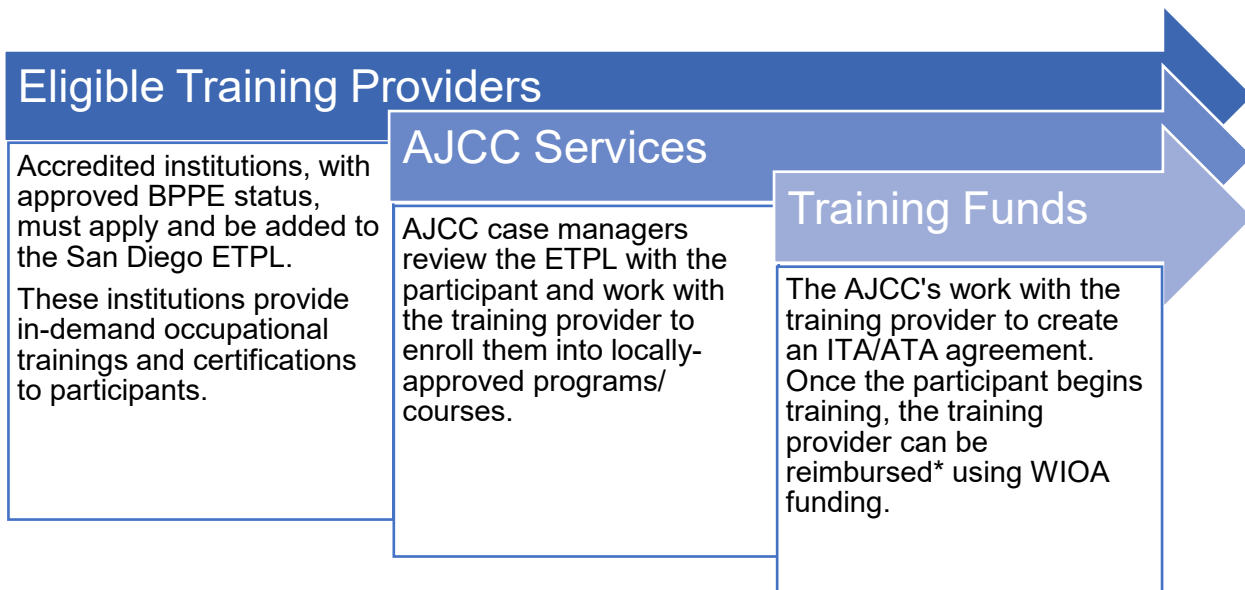 Eligible Training Providers
Accredited institutions, with
approved BPPE status,
must apply and be added to
the San Diego ETPL.
These institutions provide
in-demand occupational
trainings and certifications
to participants.
AJCC Services
AJCC case managers
review the ETPL with the
participant and work with
the training provider to
enroll them into locally-
approved programs/
courses.
Training Funds
The AJCC's work with the
training provider to create
an ITA/ATA agreement.
Once the participant begins
training, the training
provider can be
reimbursed* using WIOA
funding.